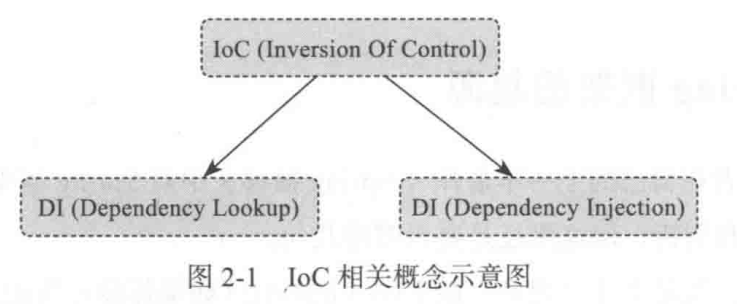 IoC (Inversion Of Control)
DI (Dependency Lookup)
DI (Dependency Injection)
图 2-1 IoC 相关概念示意图